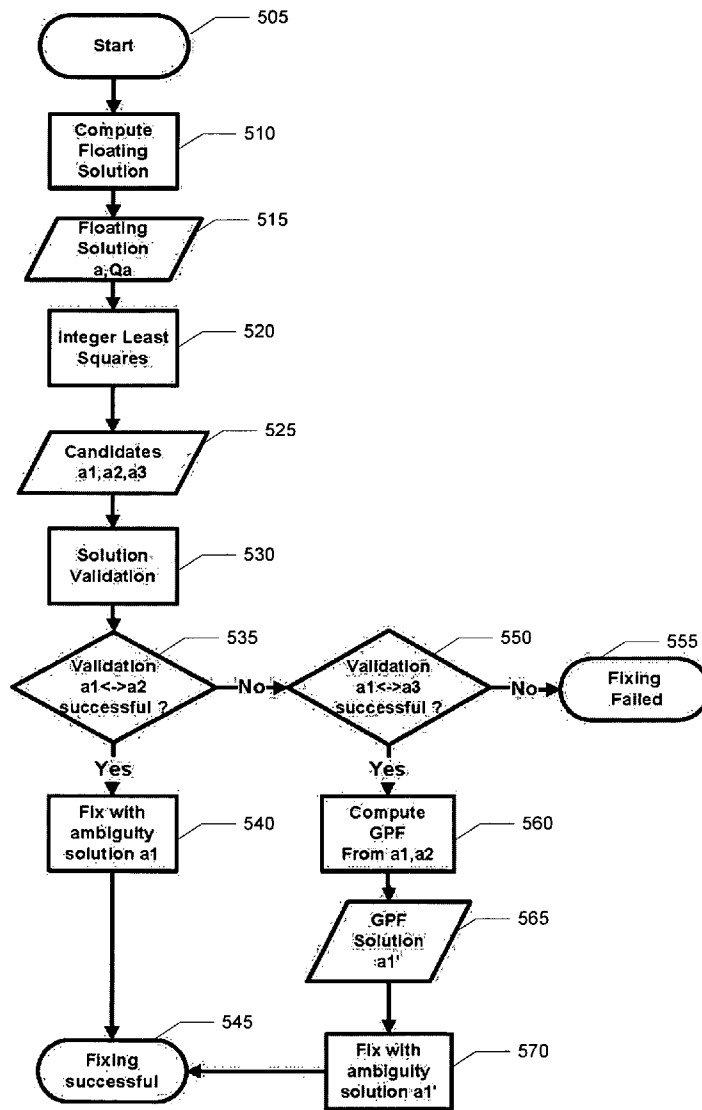 505
Start
Compute
Floating
Solution
510
Floating
Solution
a,Qa
515
Integer Least
Squares
520
Candidates
a1,a2,a3
525
Solution
Validation
530
Validation
a1<->a2
successful ?
535
No
Validation
a1<->a3
successful ?
550
No
Fixing
Failed
555
Yes
Yes
Fix with
ambiguity
solution a1
540
Compute
GPF
From a1,a2
560
GPF
Solution
a1'
565
Fixing
successful
545
Fix with
ambiguity
solution a1'
570